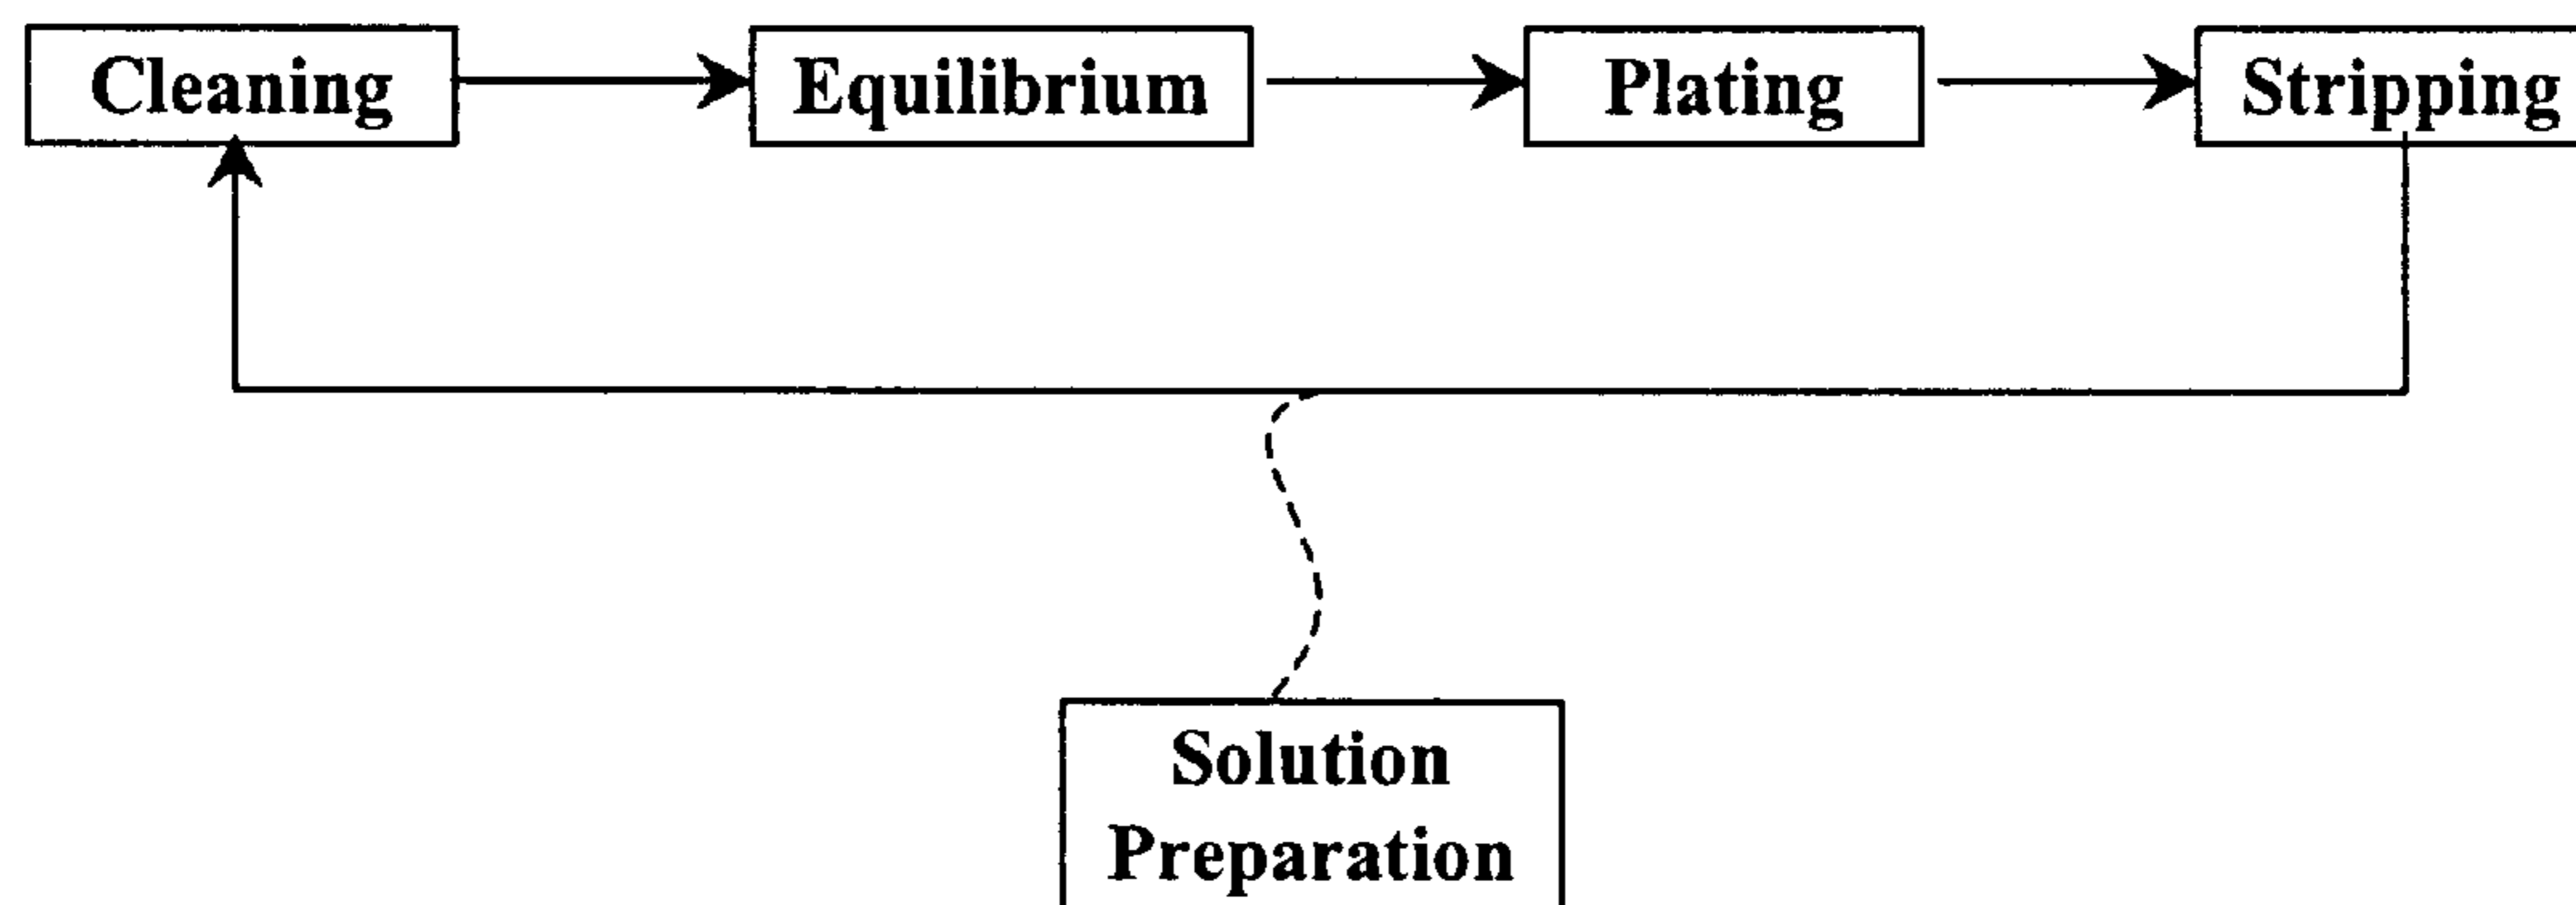 Cleaning
Equilibrium
Plating
Stripping
Solution
Preparation